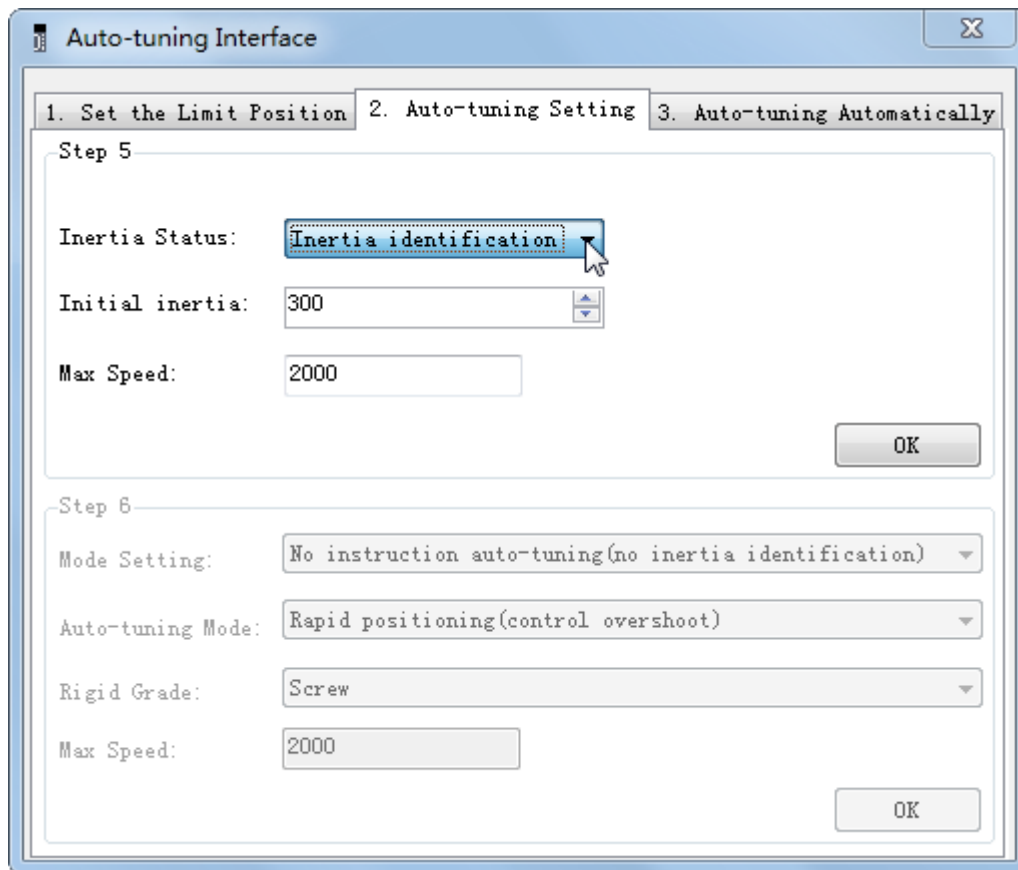 Auto-tuning Interface
1. Set the Limit Position 2. Auto-tuning Setting 3. Auto-tuning Automatically
Step 5
Inertia Status: Inertia identification
Initial inertia: 300
Max Speed: 2000
OK
Step 6
Mode Setting: No instruction auto-tuning(no inertia identification)
Auto-tuning Mode: Rapid positioning(control overshoot)
Rigid Grade: Screw
Max Speed: 2000
OK